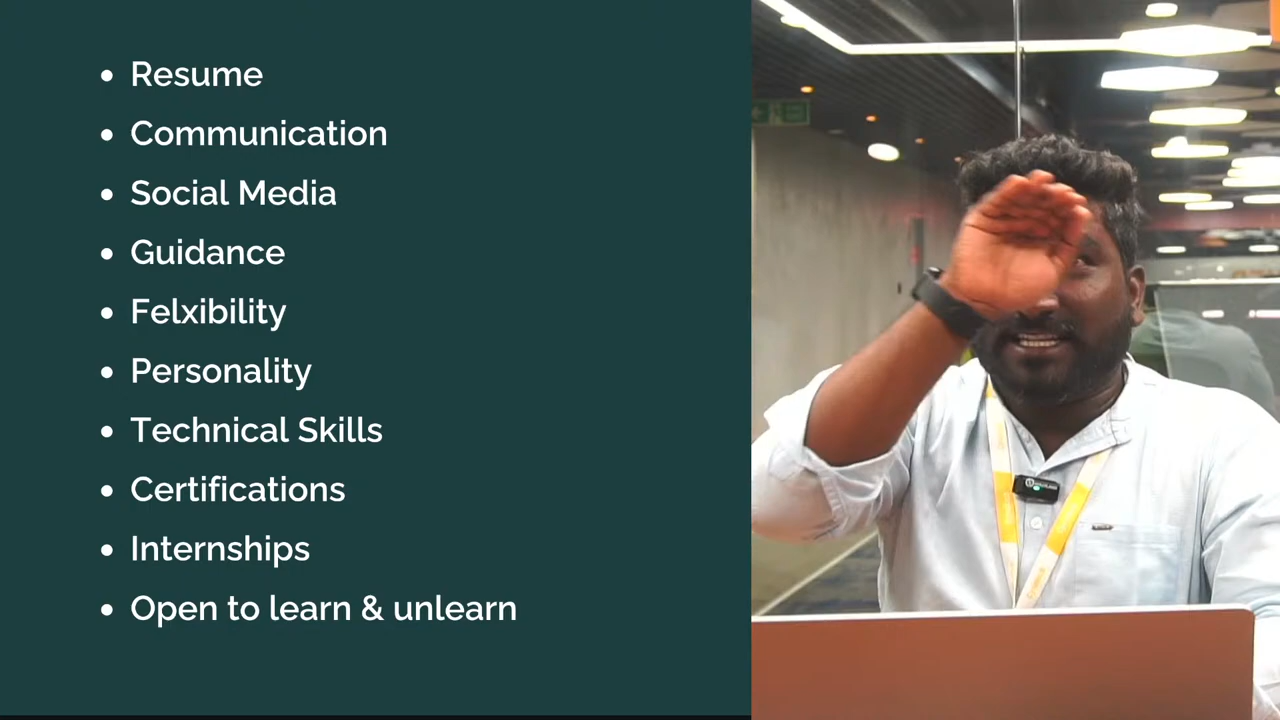 Resume
Communication
Social Media
Guidance
Felxibility
Personality
Technical Skills
Certifications
Internships
Open to learn & unlearn